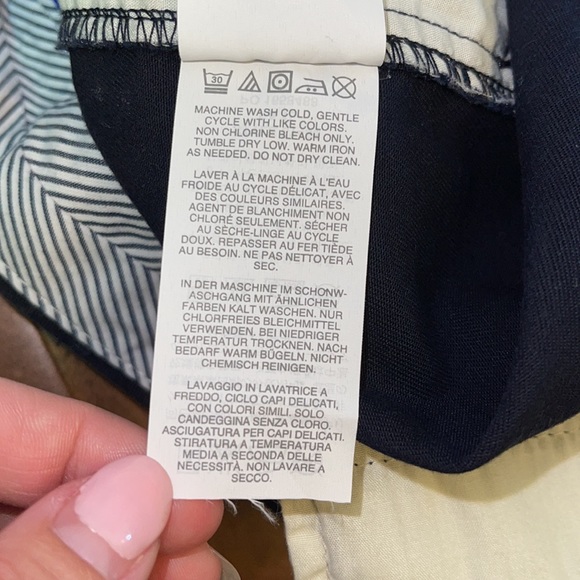 30
MACHINE WASH COLD, GENTLE
CYCLE WITH LIKE COLORS.
NON CHLORINE BLEACH ONLY.
TUMBLE DRY LOW. WARM IRON
AS NEEDED. DO NOT DRY CLEAN.
LAVER À LA MACHINE À L'EAU
FROIDE AU CYCLE DÉLICAT, AVEC
DES COULEURS SIMILAIRES.
AGENT DE BLANCHIMENT NON
CHLORÉ SEULEMENT. SÉCHER
AU SÈCHE-LINGE AU CYCLE
DOUX. REPASSER AU FER TIÈDE
AU BESOIN. NE PAS NETTOYER À
SEC.
IN DER MASCHINE IM SCHONW-
ASCHGANG MIT ÄHNLICHEN
FARBEN KALT WASCHEN. NUR
CHLORFREIES BLEICHMITTEL
VERWENDEN. BEI NIEDRIGER
TEMPERATUR TROCKNEN. NACH
BEDARF WARM BÜGELN. NICHT
CHEMISCH REINIGEN.
LAVAGGIO IN LAVATRICE A
FREDDO, CICLO CAPI DELICATI,
CON COLORI SIMILI. SOLO
CANDEGGINA SENZA CLORO.
ASCIUGATURA PER CAPI DELICATI.
STIRATURA A TEMPERATURA
MEDIA A SECONDA DELLE
NECESSITÀ. NON LAVARE A
SECCO.